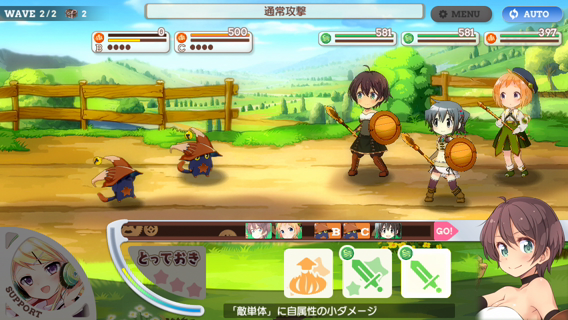 WAVE 2/2 2
通常攻撃
MENU
AUTO
0
B
500
C
581
581
397
B
C
GO!
とっておき
SUPPORT
「敵単体」に自属性の小ダメージ